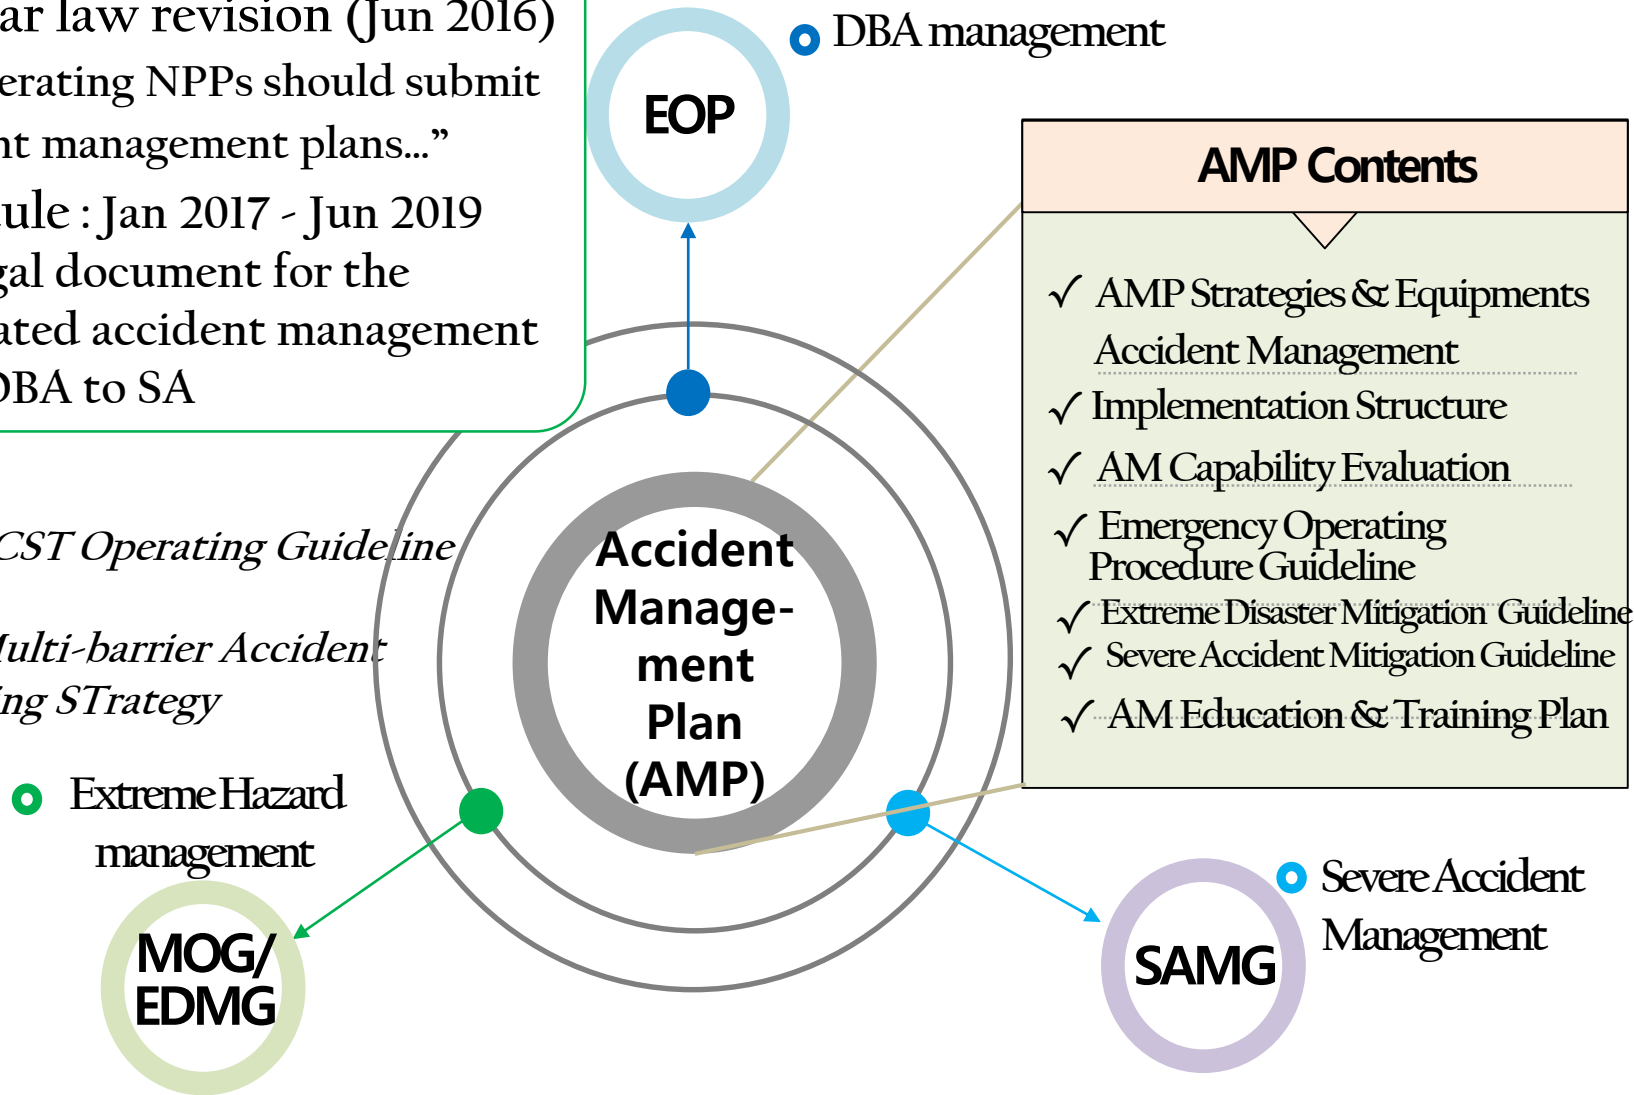 ar law revision (Jun 2016)
erating NPPs should submit
nt management plans...”
ule : Jan 2017 - Jun 2019
gal document for the
ated accident management
DBA to SA
EOP
DBA management
AMP Contents
✓ AMP Strategies & Equipments
Accident Management
✓ Implementation Structure
✓ AM Capability Evaluation
✓ Emergency Operating
Procedure Guideline
✓ Extreme Disaster Mitigation Guideline
✓ Severe Accident Mitigation Guideline
✓ AM Education & Training Plan
CST Operating Guideline
Multi-barrier Accident
ing STrategy
Accident
Manage-
ment
Plan
(AMP)
Extreme Hazard
management
MOG/
EDMG
SAMG
Severe Accident
Management